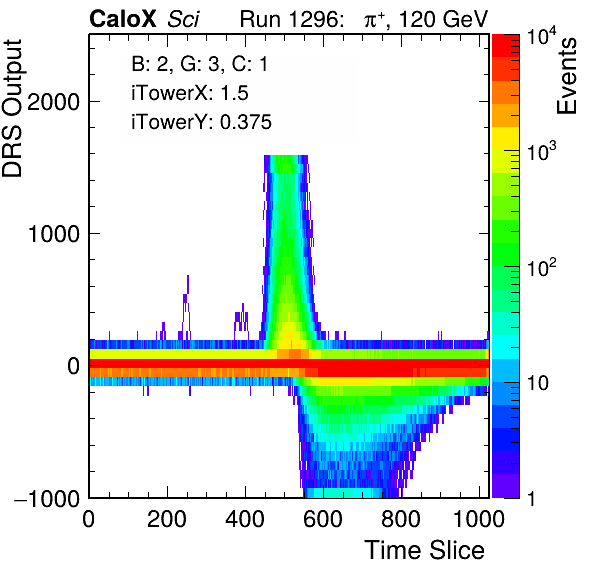 CaloX Sci Run 1296: π⁺, 120 GeV
B: 2, G: 3, C: 1
iTowerX: 1.5
iTowerY: 0.375
DRS Output
2000
1000
0
−1000
0 200 400 600 800 1000
Time Slice
Events
10⁴
10³
10²
10
1